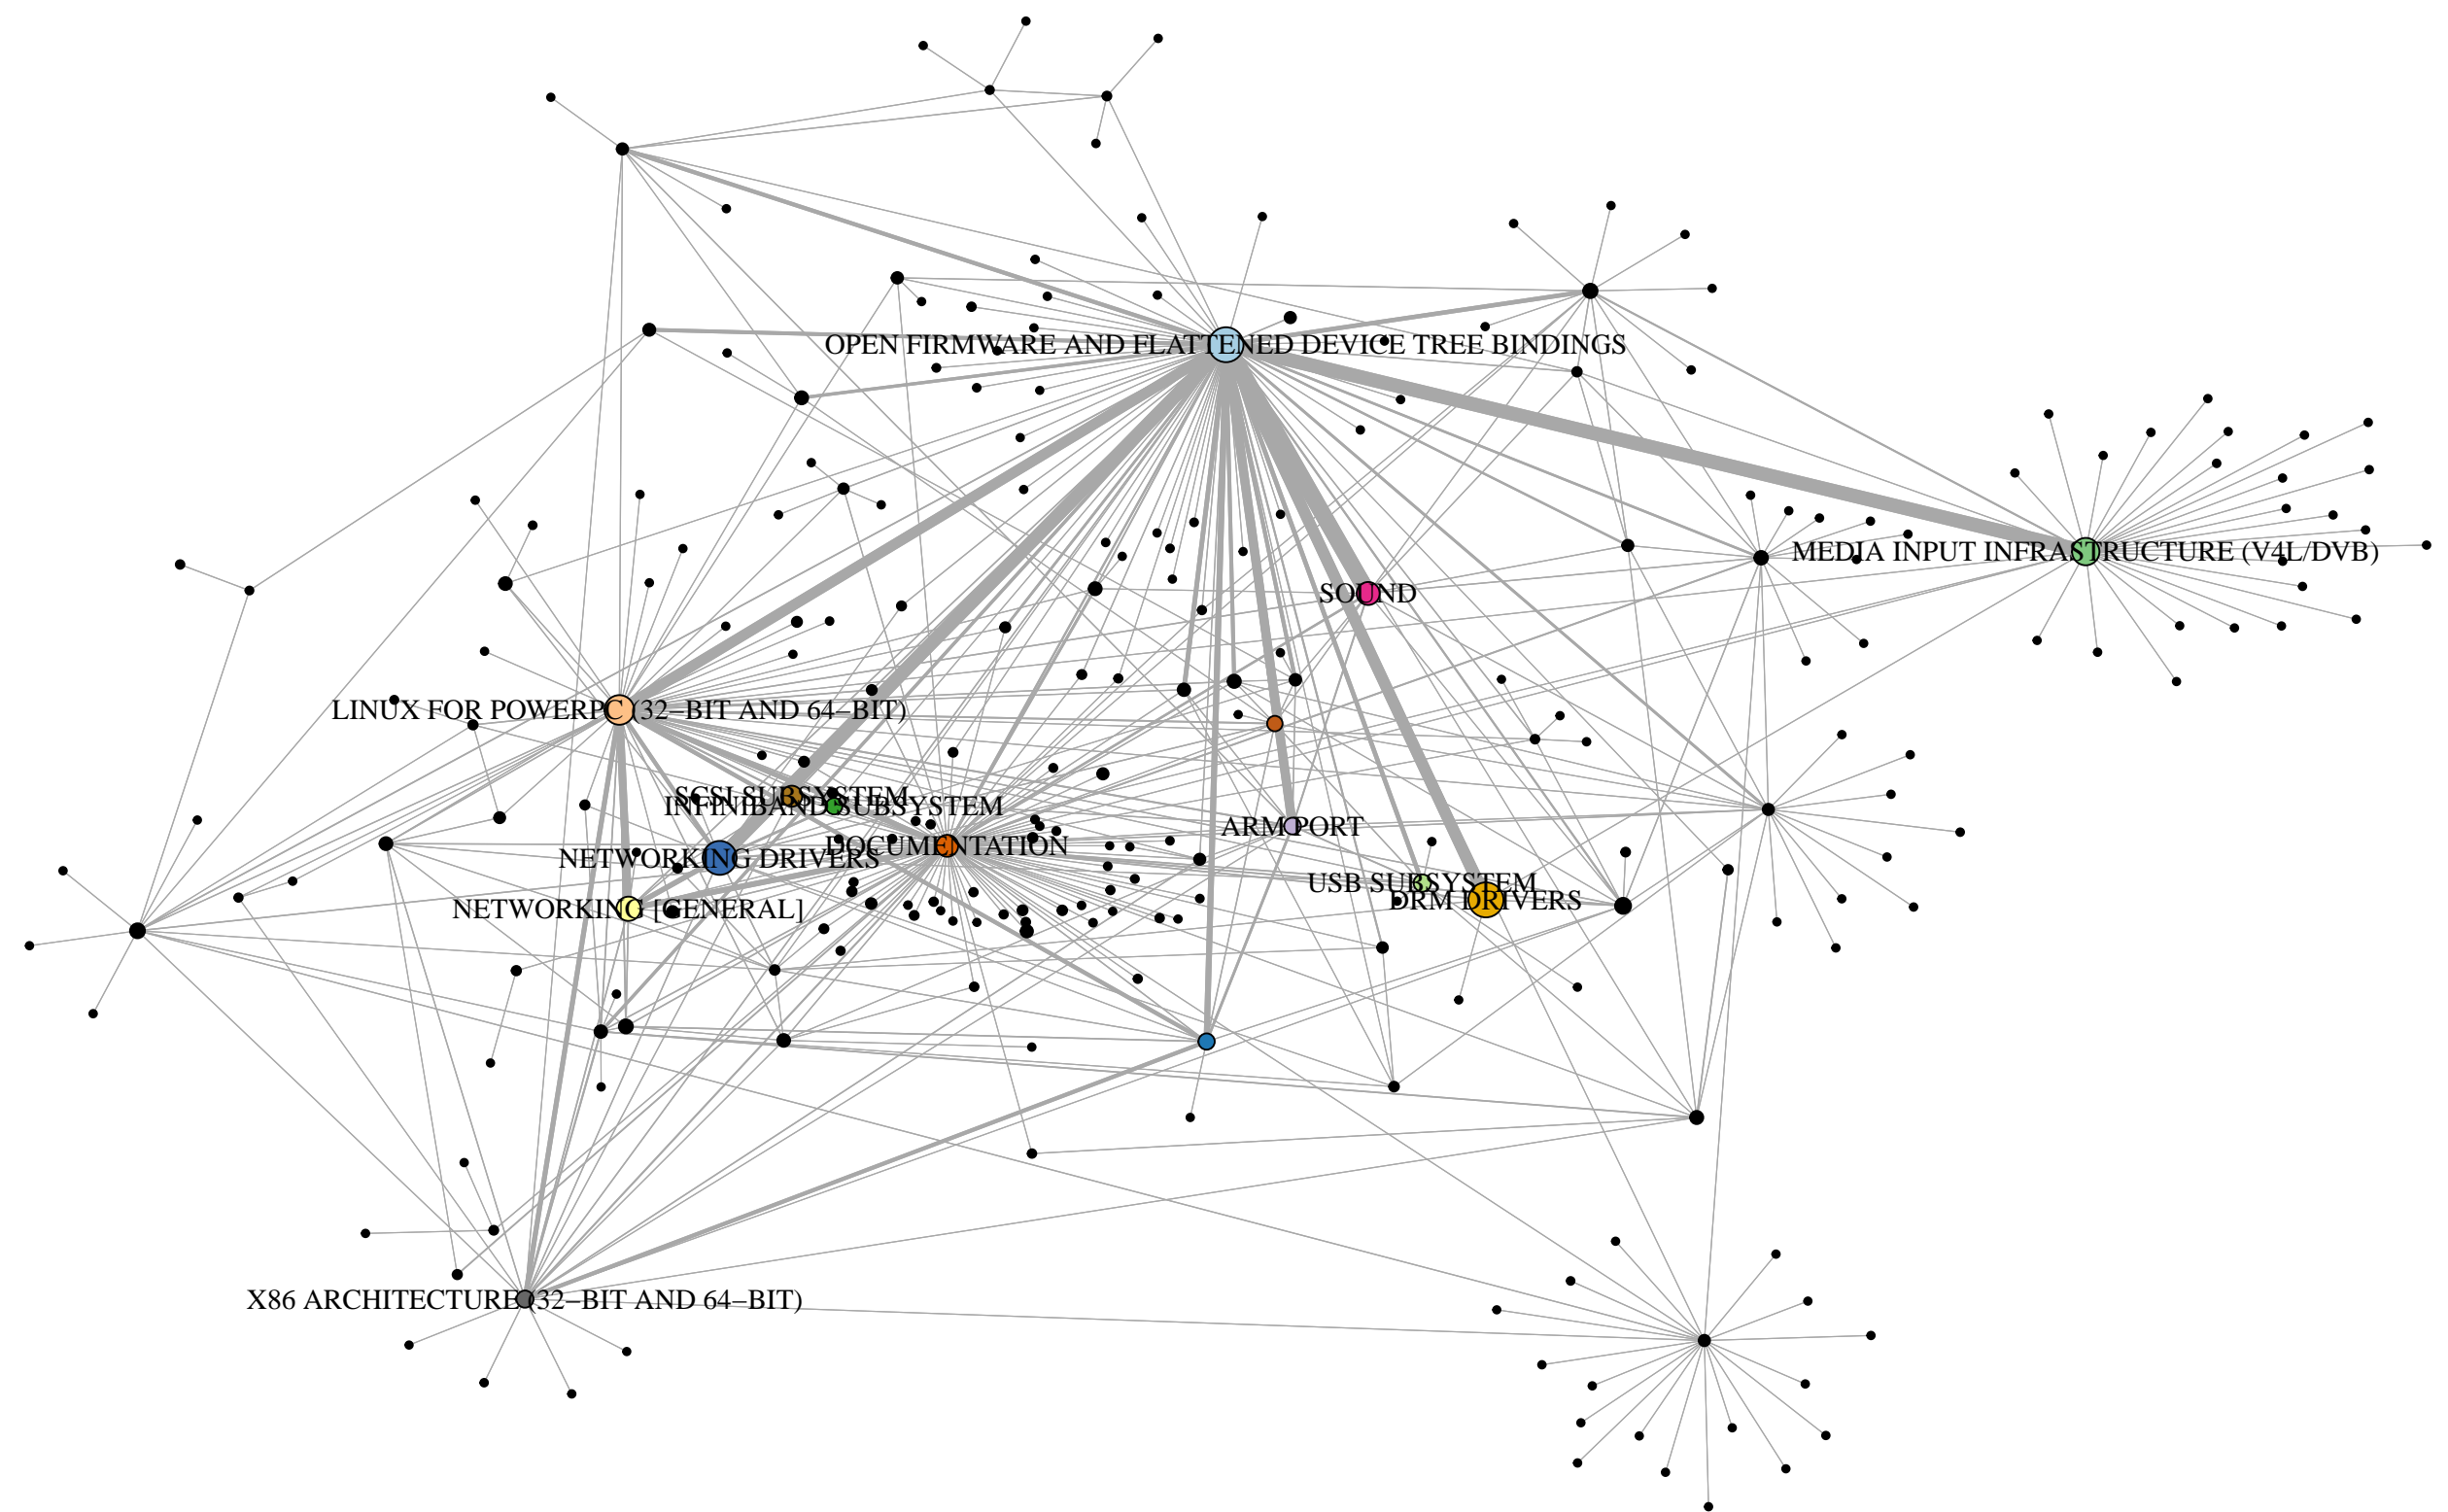 OPEN FIRMWARE AND FLATTENED DEVICE TREE BINDINGS
MEDIA INPUT INFRASTRUCTURE (V4L/DVB)
SOUND
LINUX FOR POWERPC (32−BIT AND 64−BIT)
SCSI SUBSYSTEM
INFINIBAND SUBSYSTEM
ARM PORT
DOCUMENTATION
NETWORKING DRIVERS
USB SUBSYSTEM
DRM DRIVERS
NETWORKING [GENERAL]
X86 ARCHITECTURE (32−BIT AND 64−BIT)